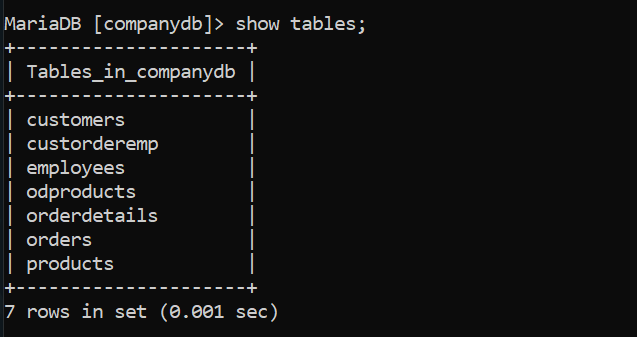 MariaDB [companydb]> show tables;
+---------------------+
| Tables_in_companydb |
+---------------------+
| customers           |
| custorderemp        |
| employees           |
| odproducts          |
| orderdetails        |
| orders              |
| products            |
+---------------------+
7 rows in set (0.001 sec)